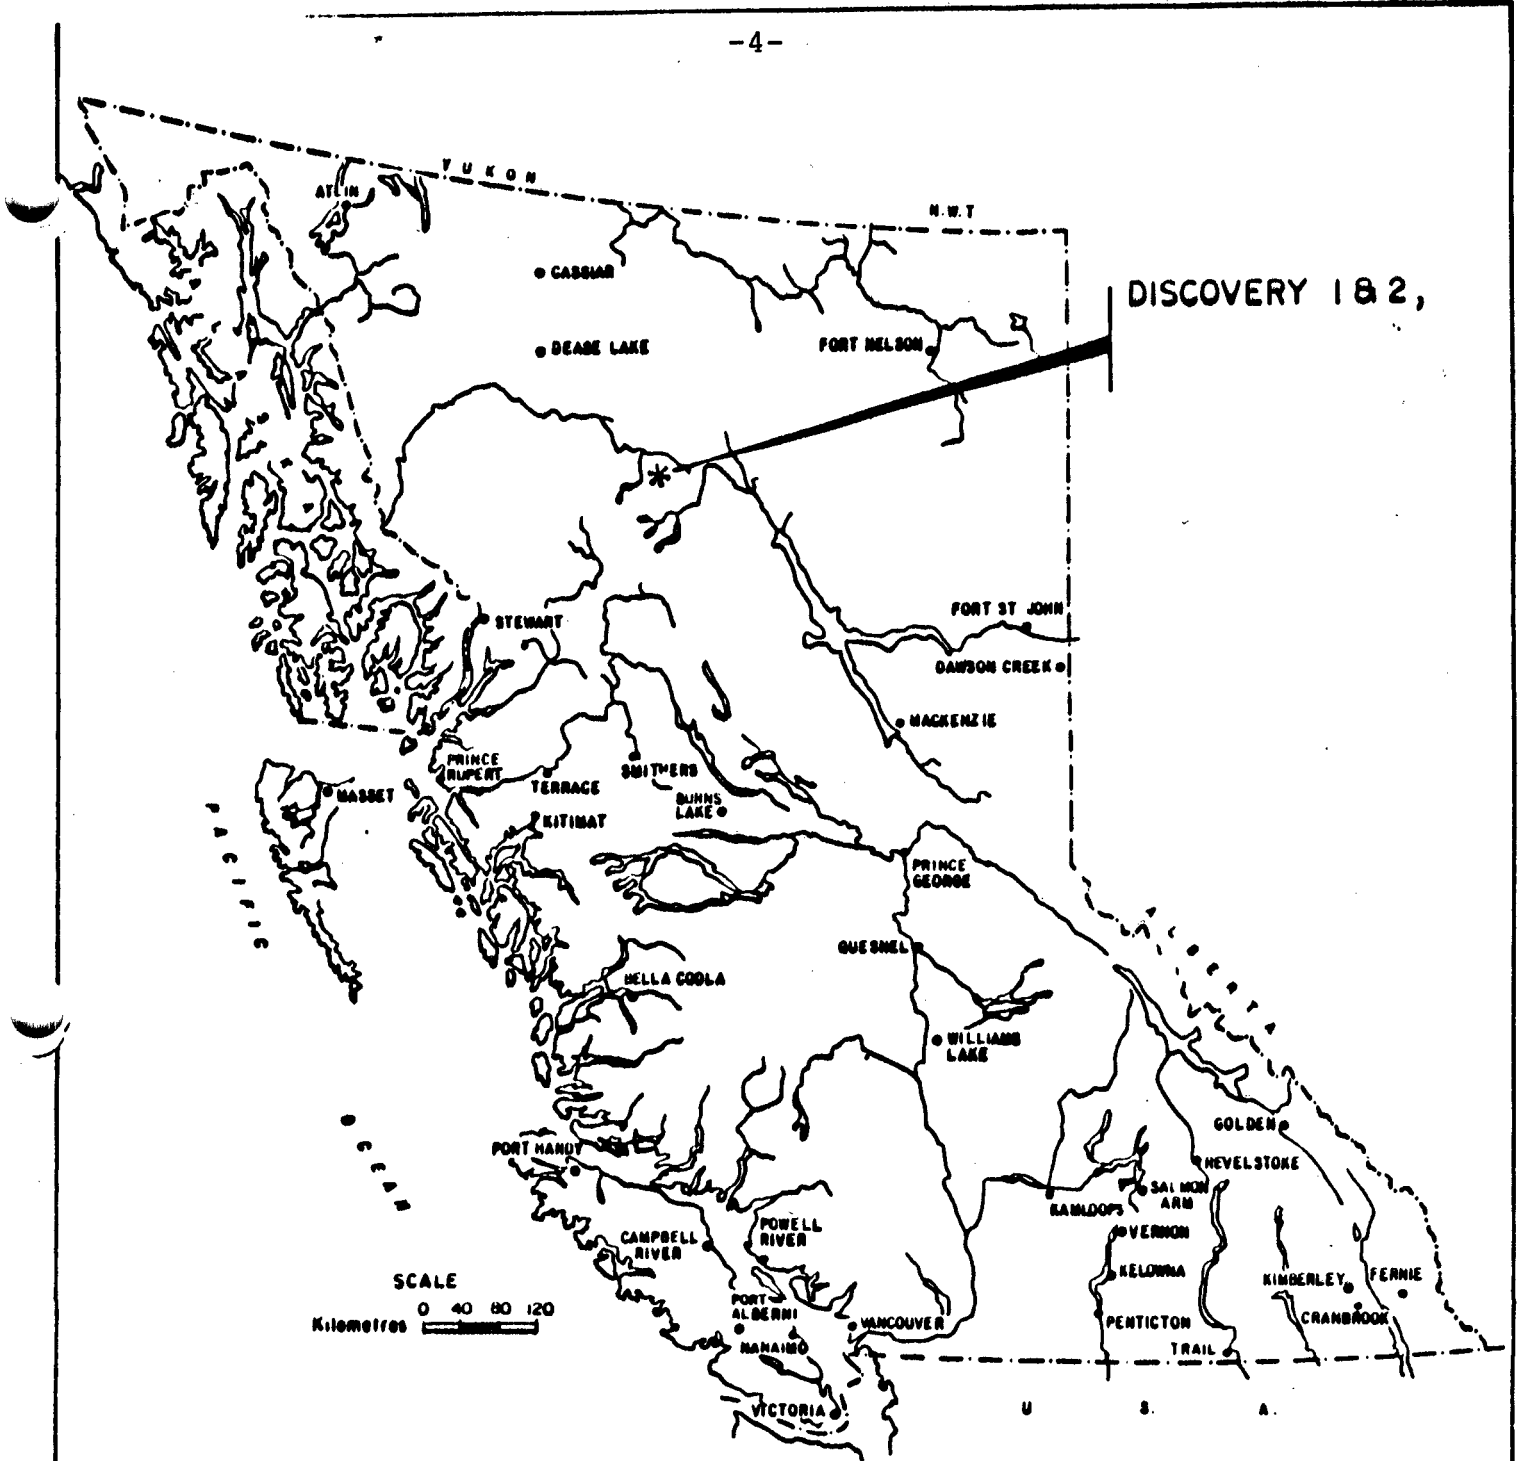 -4-
YUKON
N.W.T
ATLIN
CASSIAR
DISCOVERY 1 & 2,
DEASE LAKE
FORT NELSON
STEWART
FORT ST JOHN
DAWSON CREEK
MACKENZIE
PRINCE
RUPERT
TERRACE
SMITHERS
MASSET
BURNS
LAKE
KITIMAT
PACIFIC
PRINCE
GEORGE
QUESNEL
ALBERTA
BELLA COOLA
WILLIAMS
LAKE
OCEAN
GOLDEN
PORT HARDY
REVELSTOKE
SALMON
ARM
KAMLOOPS
VERNON
CAMPBELL
RIVER
POWELL
RIVER
KELOWNA
KIMBERLEY
FERNIE
SCALE
0 40 80 120
Kilometres
PORT
ALBERNI
VANCOUVER
PENTICTON
CRANBROOK
NANAIMO
TRAIL
VICTORIA
U. S. A.